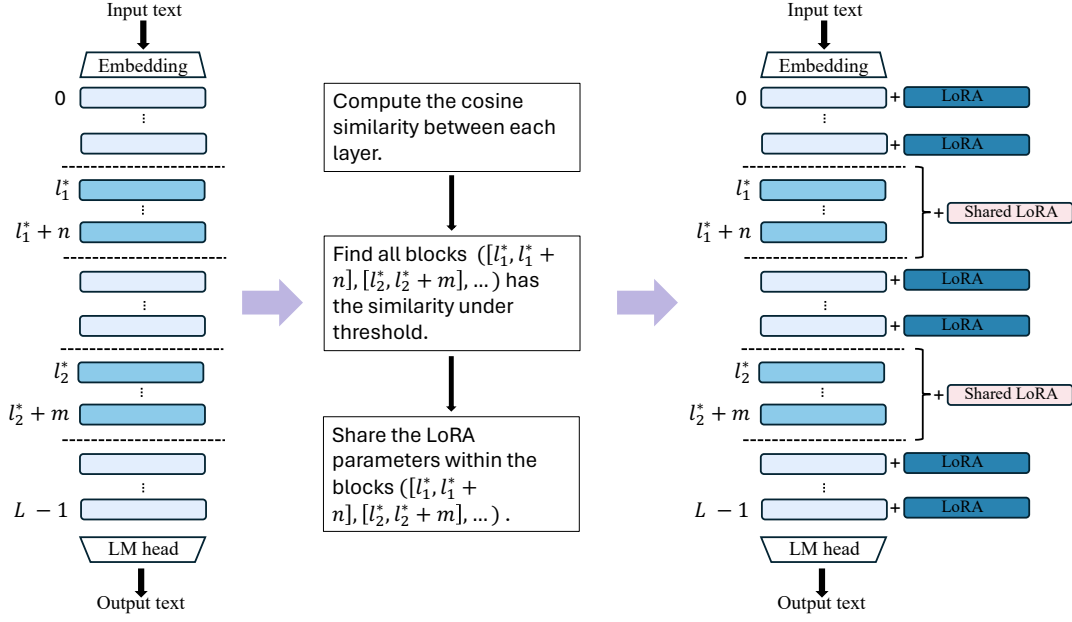 Input text
Embedding
0
⋮
l₁*
⋮
l₁* + n
⋮
l₂*
⋮
l₂* + m
⋮
L − 1
LM head
Output text
Compute the cosine
similarity between each
layer.
Find all blocks ([l₁*, l₁* +
n], [l₂*, l₂* + m], … ) has
the similarity under
threshold.
Share the LoRA
parameters within the
blocks ([l₁*, l₁* +
n], [l₂*, l₂* + m], … ) .
Input text
Embedding
0 + LoRA
⋮
+ LoRA
l₁*
⋮
+ Shared LoRA
l₁* + n
+ LoRA
⋮
+ LoRA
l₂*
⋮
+ Shared LoRA
l₂* + m
+ LoRA
⋮
L − 1 + LoRA
LM head
Output text